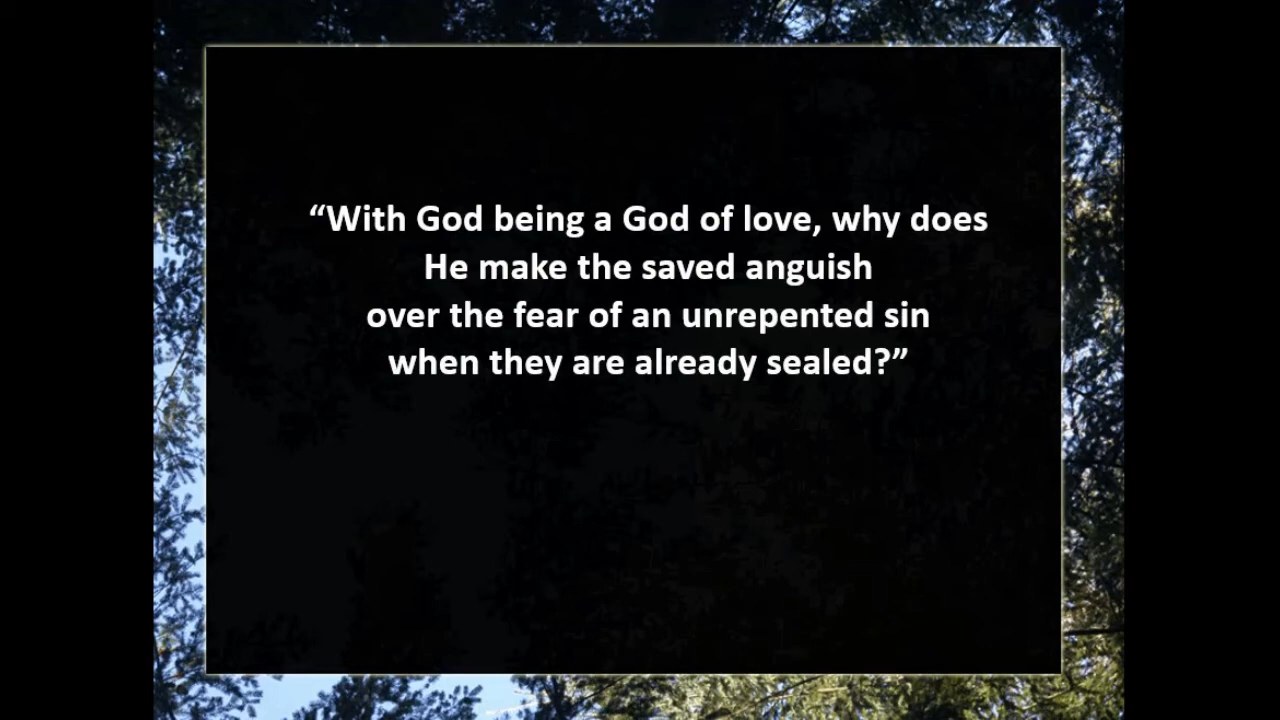 “With God being a God of love, why does
He make the saved anguish
over the fear of an unrepented sin
when they are already sealed?”